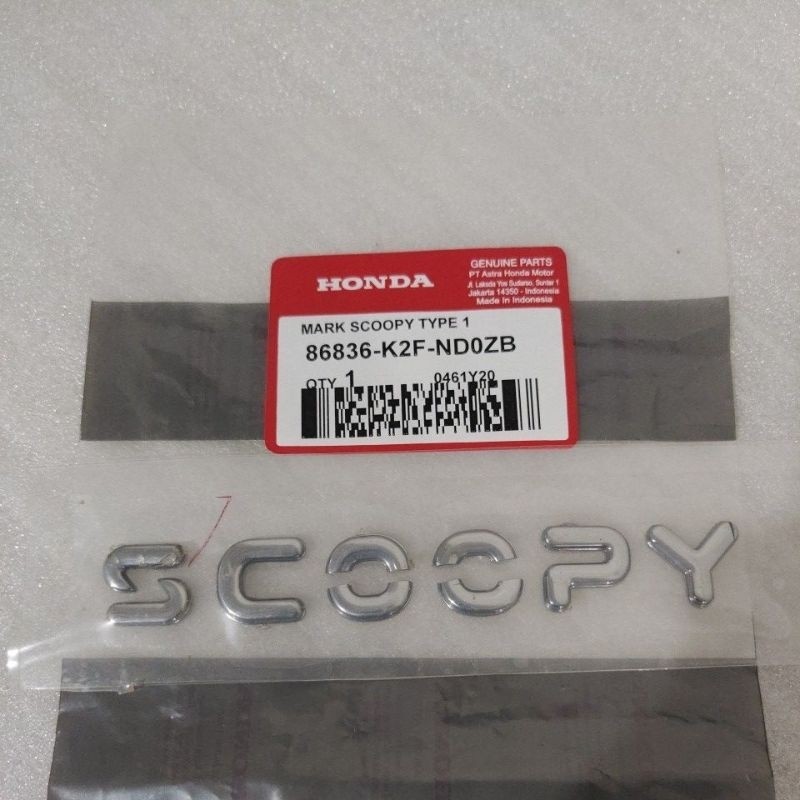 HONDA
GENUINE PARTS
PT Astra Honda Motor
Jl. Laksda Yos Sudarso, Sunter 1
Jakarta 14350 - Indonesia
Made In Indonesia
MARK SCOOPY TYPE 1
86836-K2F-ND0ZB
QTY 1 0461Y20
SCOOPY